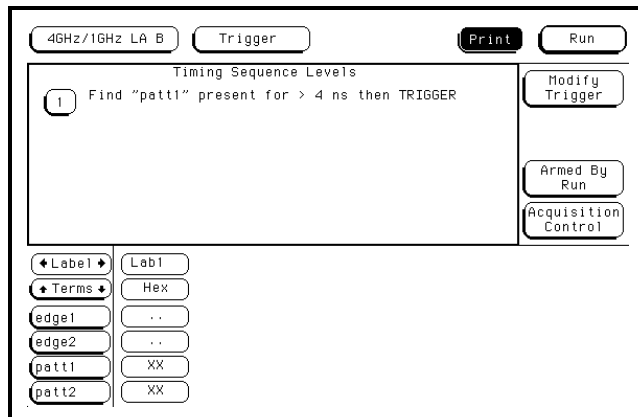 4GHz/1GHz LA B Trigger Print Run
Timing Sequence Levels
1 Find "patt1" present for > 4 ns then TRIGGER
Modify
Trigger
Armed By
Run
Acquisition
Control
Label Lab1
Terms Hex
edge1 ..
edge2 ..
patt1 XX
patt2 XX